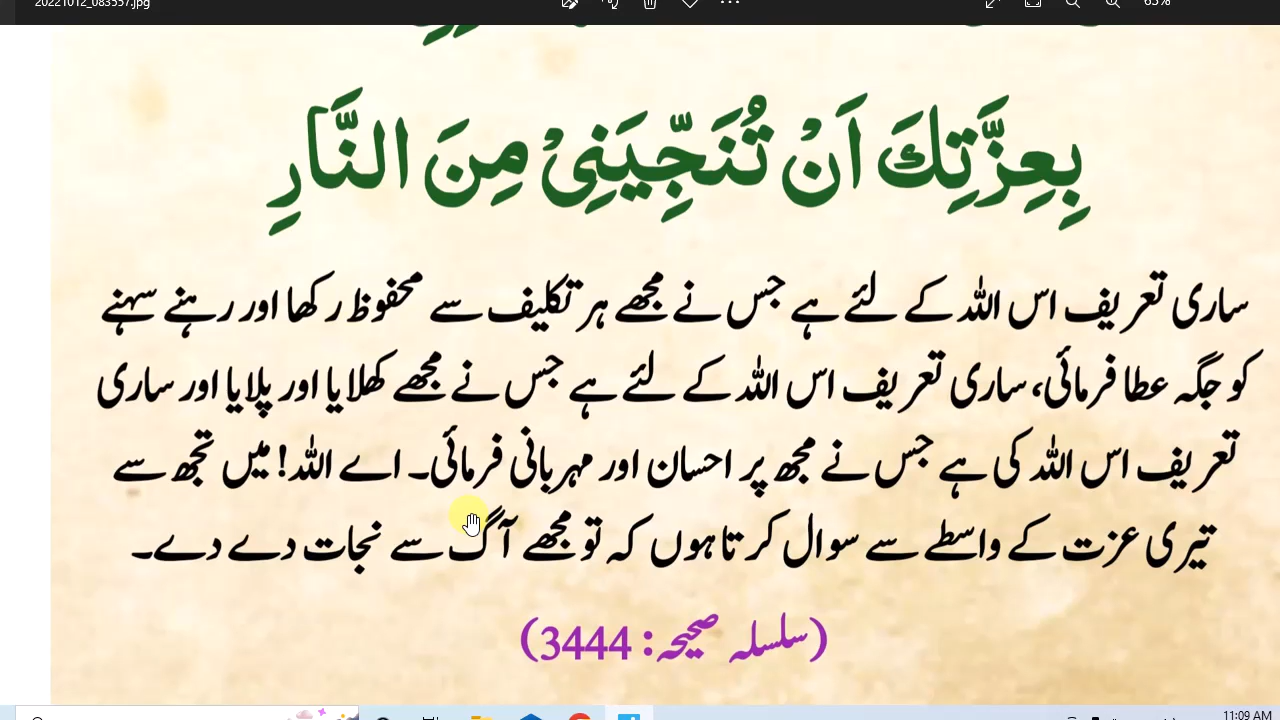 20221012_083557.jpg
63%
بِعِزَّتِكَ اَنْ تُنَجِّيَنِىْ مِنَ النَّارِ
ساری تعریف اس اللہ کے لئے ہے جس نے مجھے ہر تکلیف سے محفوظ رکھا اور رہنے سہنے
کو جگہ عطا فرمائی، ساری تعریف اس اللہ کے لئے ہے جس نے مجھے کھلایا اور پلایا اور ساری
تعریف اس اللہ کی ہے جس نے مجھ پر احسان اور مہربانی فرمائی۔ اے اللہ! میں تجھ سے
تیری عزت کے واسطے سے سوال کرتا ہوں کہ تو مجھے آگ سے نجات دے دے۔
(سلسلہ صحیحہ: 3444)
11:09 AM